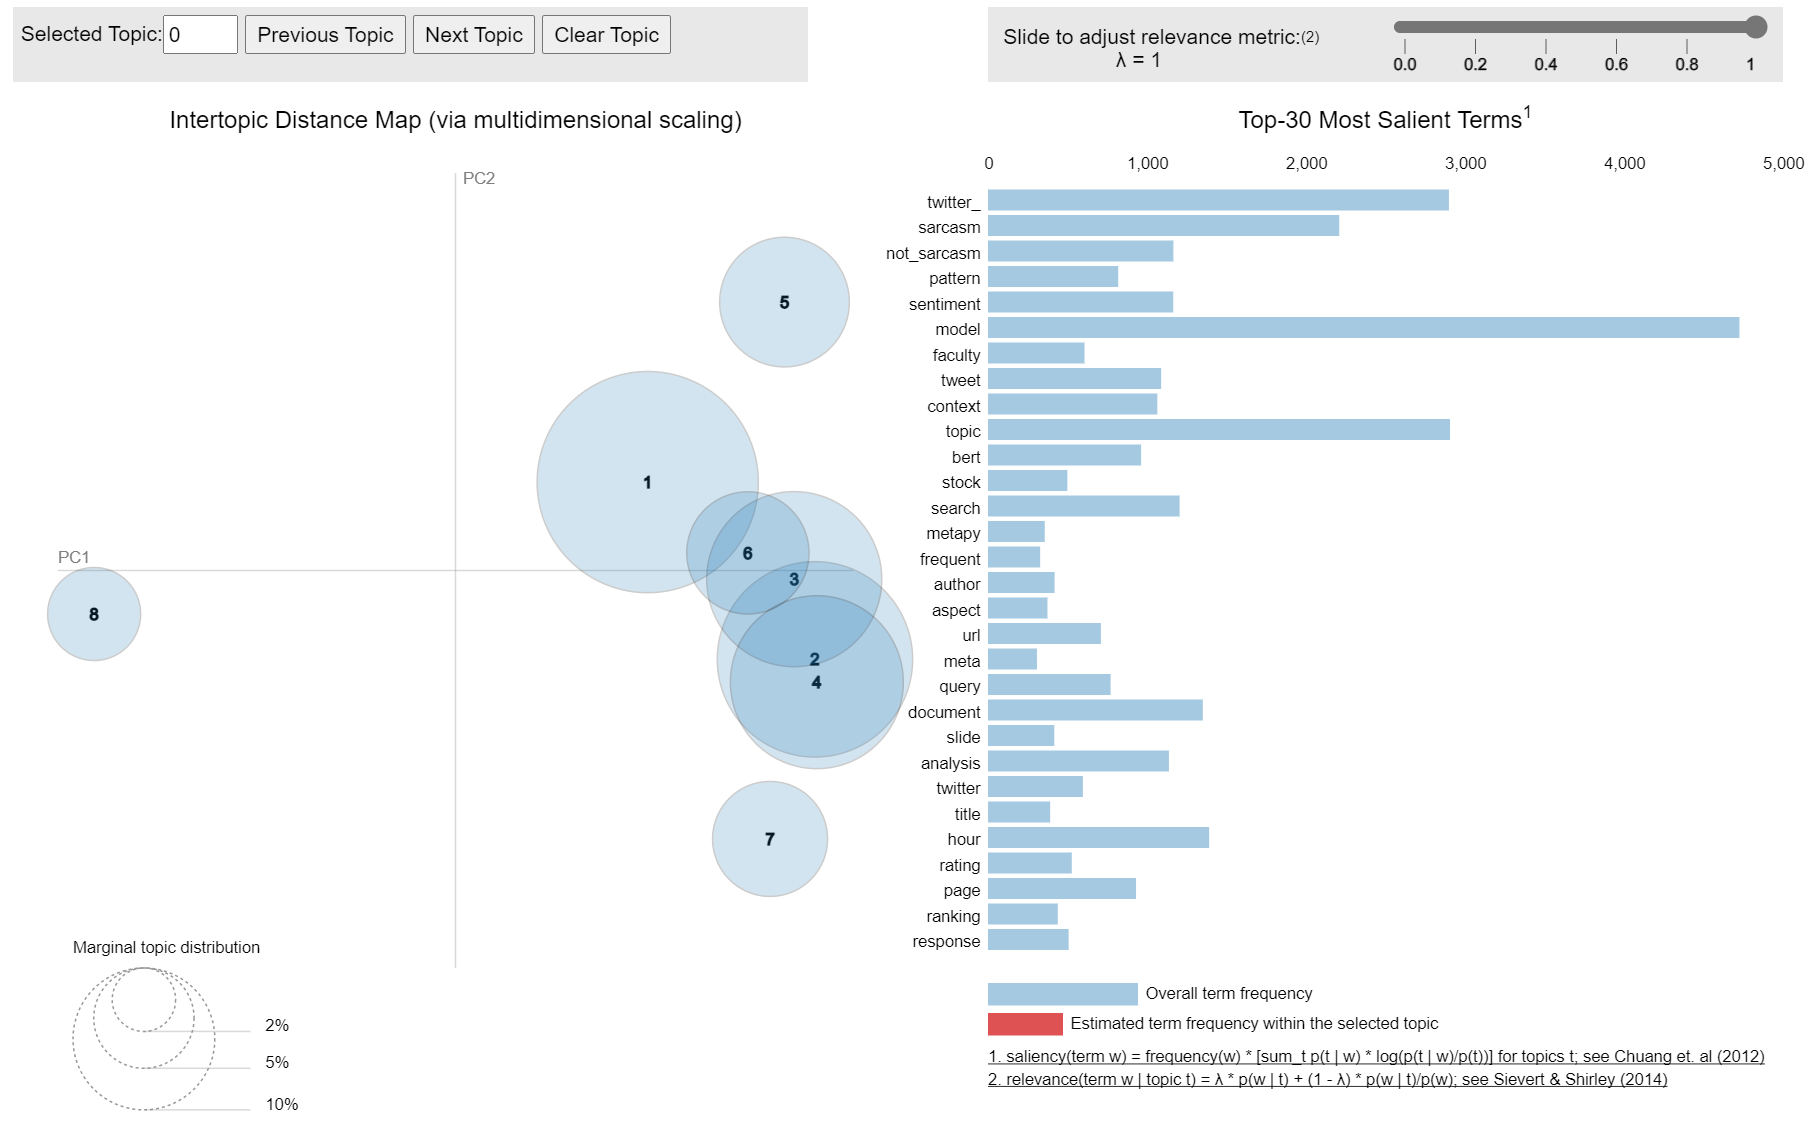 Selected Topic: 0 Previous Topic Next Topic Clear Topic
Slide to adjust relevance metric:(2)
λ = 1
0.0 0.2 0.4 0.6 0.8 1
Intertopic Distance Map (via multidimensional scaling)
PC2
PC1
5
1
6
3
8
2
4
7
Marginal topic distribution
2%
5%
10%
Top-30 Most Salient Terms1
0 1,000 2,000 3,000 4,000 5,000
twitter_
sarcasm
not_sarcasm
pattern
sentiment
model
faculty
tweet
context
topic
bert
stock
search
metapy
frequent
author
aspect
url
meta
query
document
slide
analysis
twitter
title
hour
rating
page
ranking
response
Overall term frequency
Estimated term frequency within the selected topic
1. saliency(term w) = frequency(w) * [sum_t p(t | w) * log(p(t | w)/p(t))] for topics t; see Chuang et. al (2012)
2. relevance(term w | topic t) = λ * p(w | t) + (1 - λ) * p(w | t)/p(w); see Sievert & Shirley (2014)